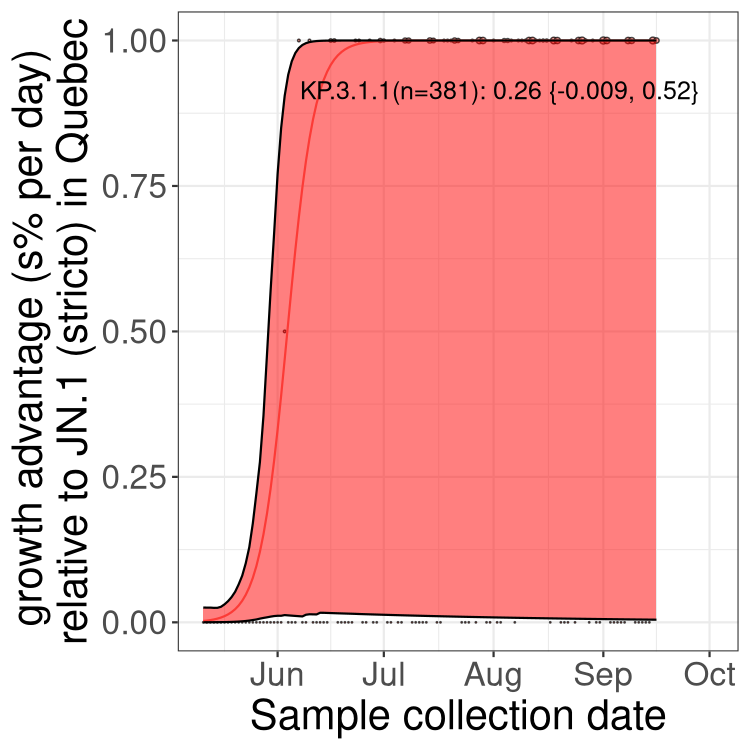 growth advantage (s% per day)
relative to JN.1 (stricto) in Quebec
1.00
0.75
0.50
0.25
0.00
KP.3.1.1(n=381): 0.26 {-0.009, 0.52}
Jun Jul Aug Sep Oct
Sample collection date